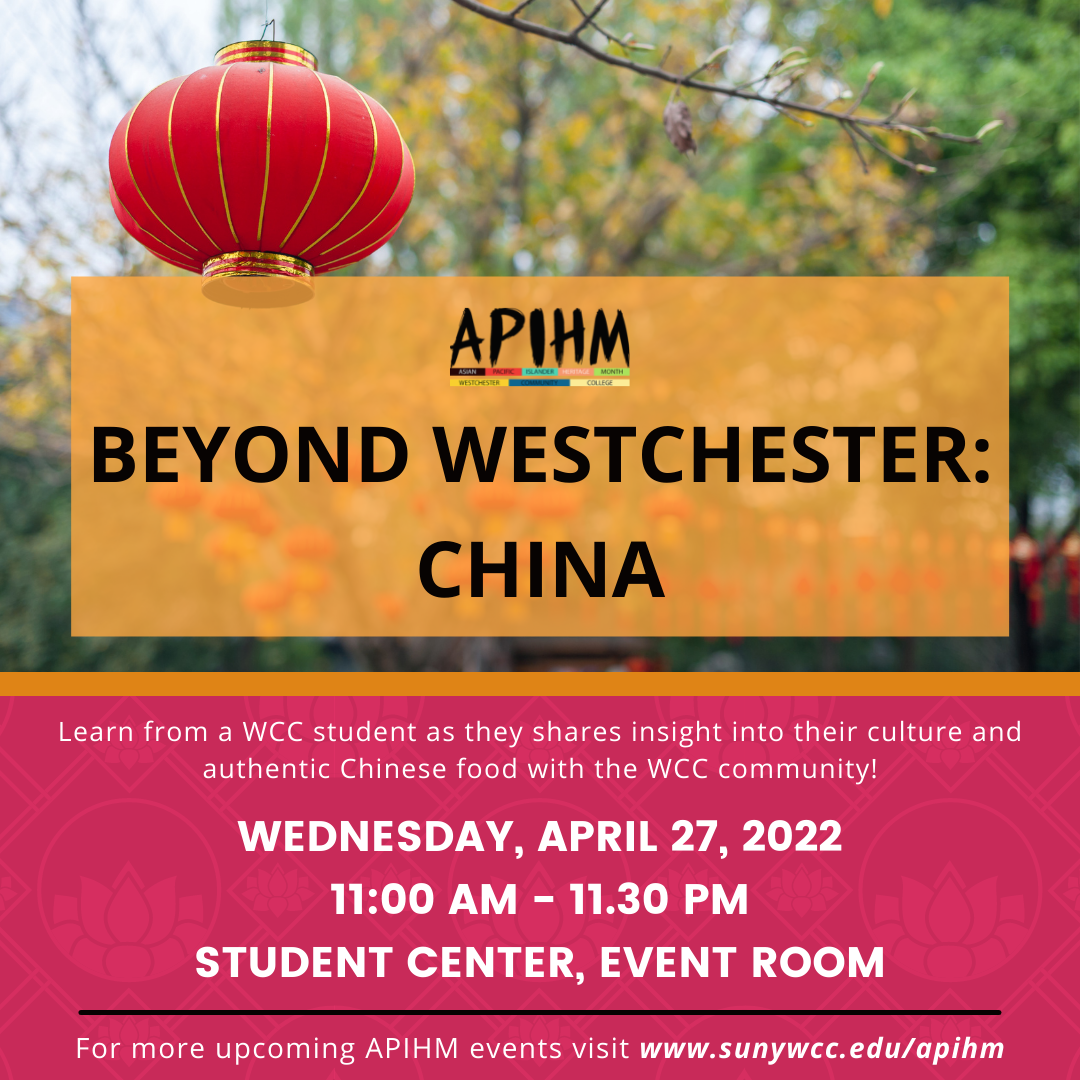 APIHM
ASIAN PACIFIC ISLANDER HERITAGE MONTH
WESTCHESTER COMMUNITY COLLEGE
BEYOND WESTCHESTER:
CHINA
Learn from a WCC student as they shares insight into their culture and
authentic Chinese food with the WCC community!
WEDNESDAY, APRIL 27, 2022
11:00 AM - 11.30 PM
STUDENT CENTER, EVENT ROOM
For more upcoming APIHM events visit www.sunywcc.edu/apihm